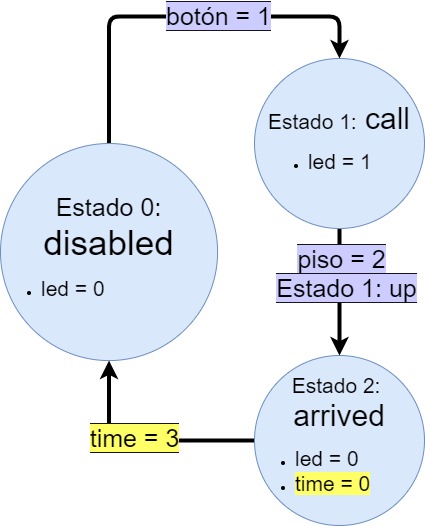 botón = 1
Estado 1: call
• led = 1
Estado 0:
disabled
• led = 0
piso = 2
Estado 1: up
Estado 2:
arrived
• led = 0
• time = 0
time = 3